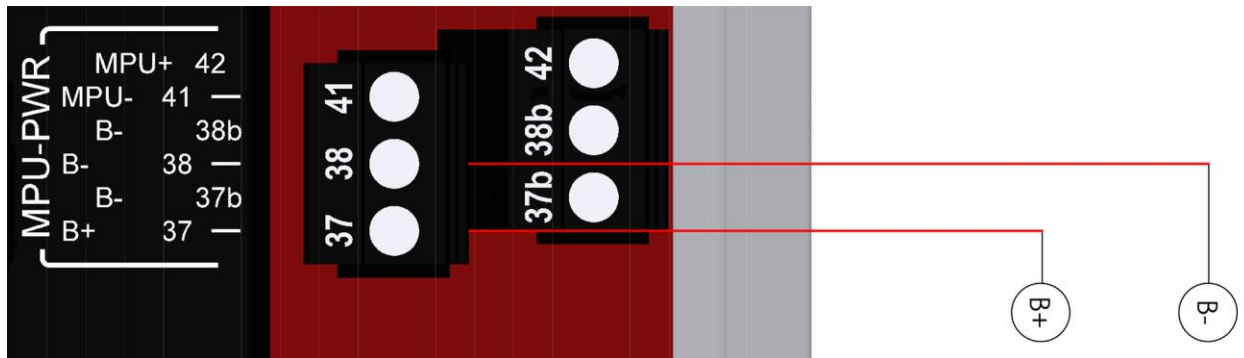 MPU-PWR
MPU+ 42
MPU- 41
B- 38b
B- 38
B- 37b
B+ 37
41
38
37
42
38b
37b
B+
B-